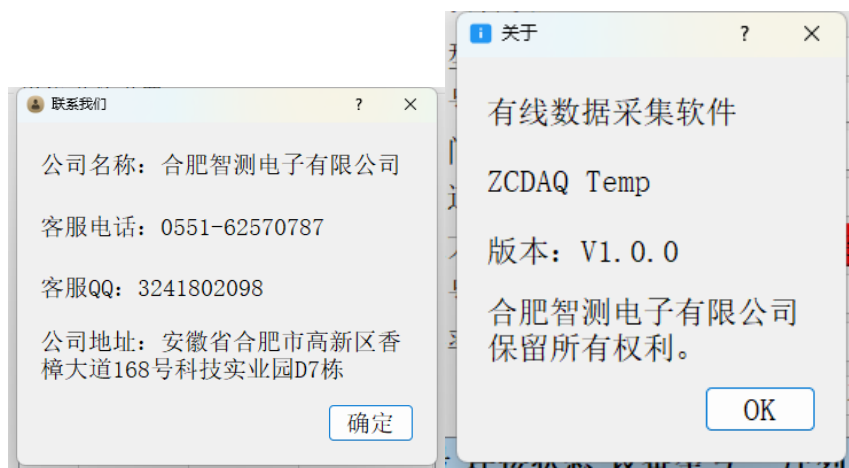 联系我们
公司名称：合肥智测电子有限公司
客服电话：0551-62570787
客服QQ：3241802098
公司地址：安徽省合肥市高新区香
樟大道168号科技实业园D7栋
确定
关于
有线数据采集软件
ZCDAQ Temp
版本：V1.0.0
合肥智测电子有限公司
保留所有权利。
OK